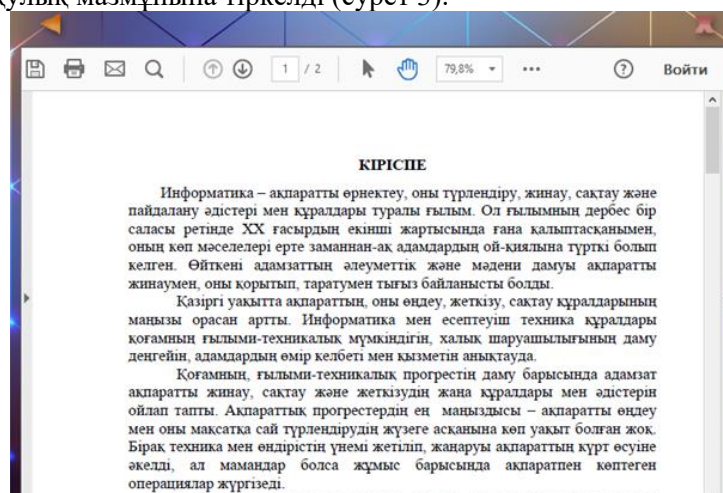 мазмұнына тіркелді (сурет 3).
1 / 2
79,8%
Войти
КІРІСПЕ
Информатика – ақпаратты өрнектеу, оны түрлендіру, жинау, сақтау және
пайдалану әдістері мен құралдары туралы ғылым. Ол ғылымның дербес бір
саласы ретінде ХХ ғасырдың екінші жартысында ғана қалыптасқанымен,
оның көп мәселелері ерте заманнан-ақ адамдардың ой-қиялына түрткі болып
келген. Өйткені адамзаттың әлеуметтік және мәдени дамуы ақпаратты
жинаумен, оны қорытып, таратумен тығыз байланысты болды.
Қазіргі уақытта ақпараттың, оны өңдеу, жеткізу, сақтау құралдарының
маңызы орасан артты. Информатика мен есептеуіш техника құралдары
қоғамның ғылыми-техникалық мүмкіндігін, халық шаруашылығының даму
деңгейін, адамдардың өмір келбеті мен қызметін анықтауда.
Қоғамның, ғылыми-техникалық прогрестің даму барысында адамзат
ақпаратты жинау, сақтау және жеткізудің жаңа құралдары мен әдістерін
ойлап тапты. Ақпараттық прогрестердің ең маңыздысы – ақпаратты өңдеу
мен оны мақсатқа сай түрлендірудің жүзеге асқанына көп уақыт болған жоқ.
Бірақ техника мен өндірістің үнемі жетіліп, жаңаруы ақпараттың күрт өсуіне
әкелді, ал мамандар болса жұмыс барысында ақпаратпен көптеген
операциялар жүргізеді.